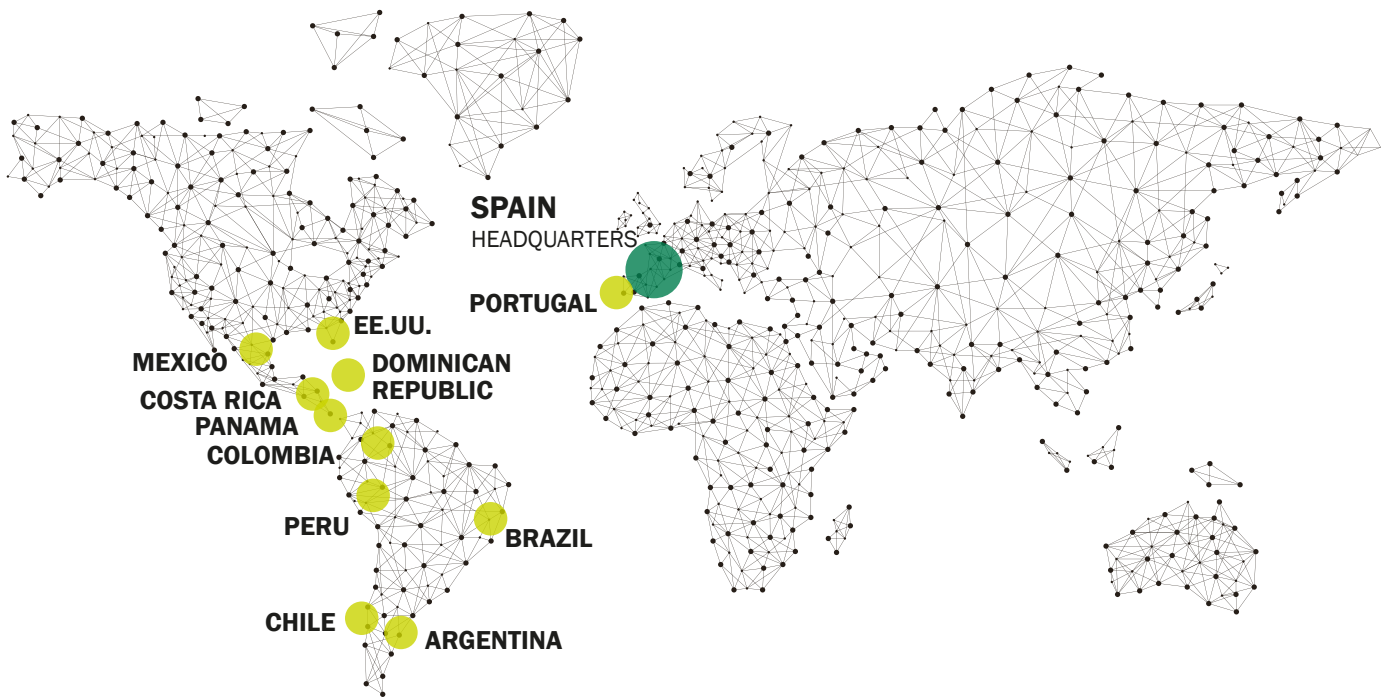 SPAIN
HEADQUARTERS
PORTUGAL
EE.UU.
MEXICO
DOMINICAN
REPUBLIC
COSTA RICA
PANAMA
COLOMBIA
PERU
BRAZIL
CHILE
ARGENTINA